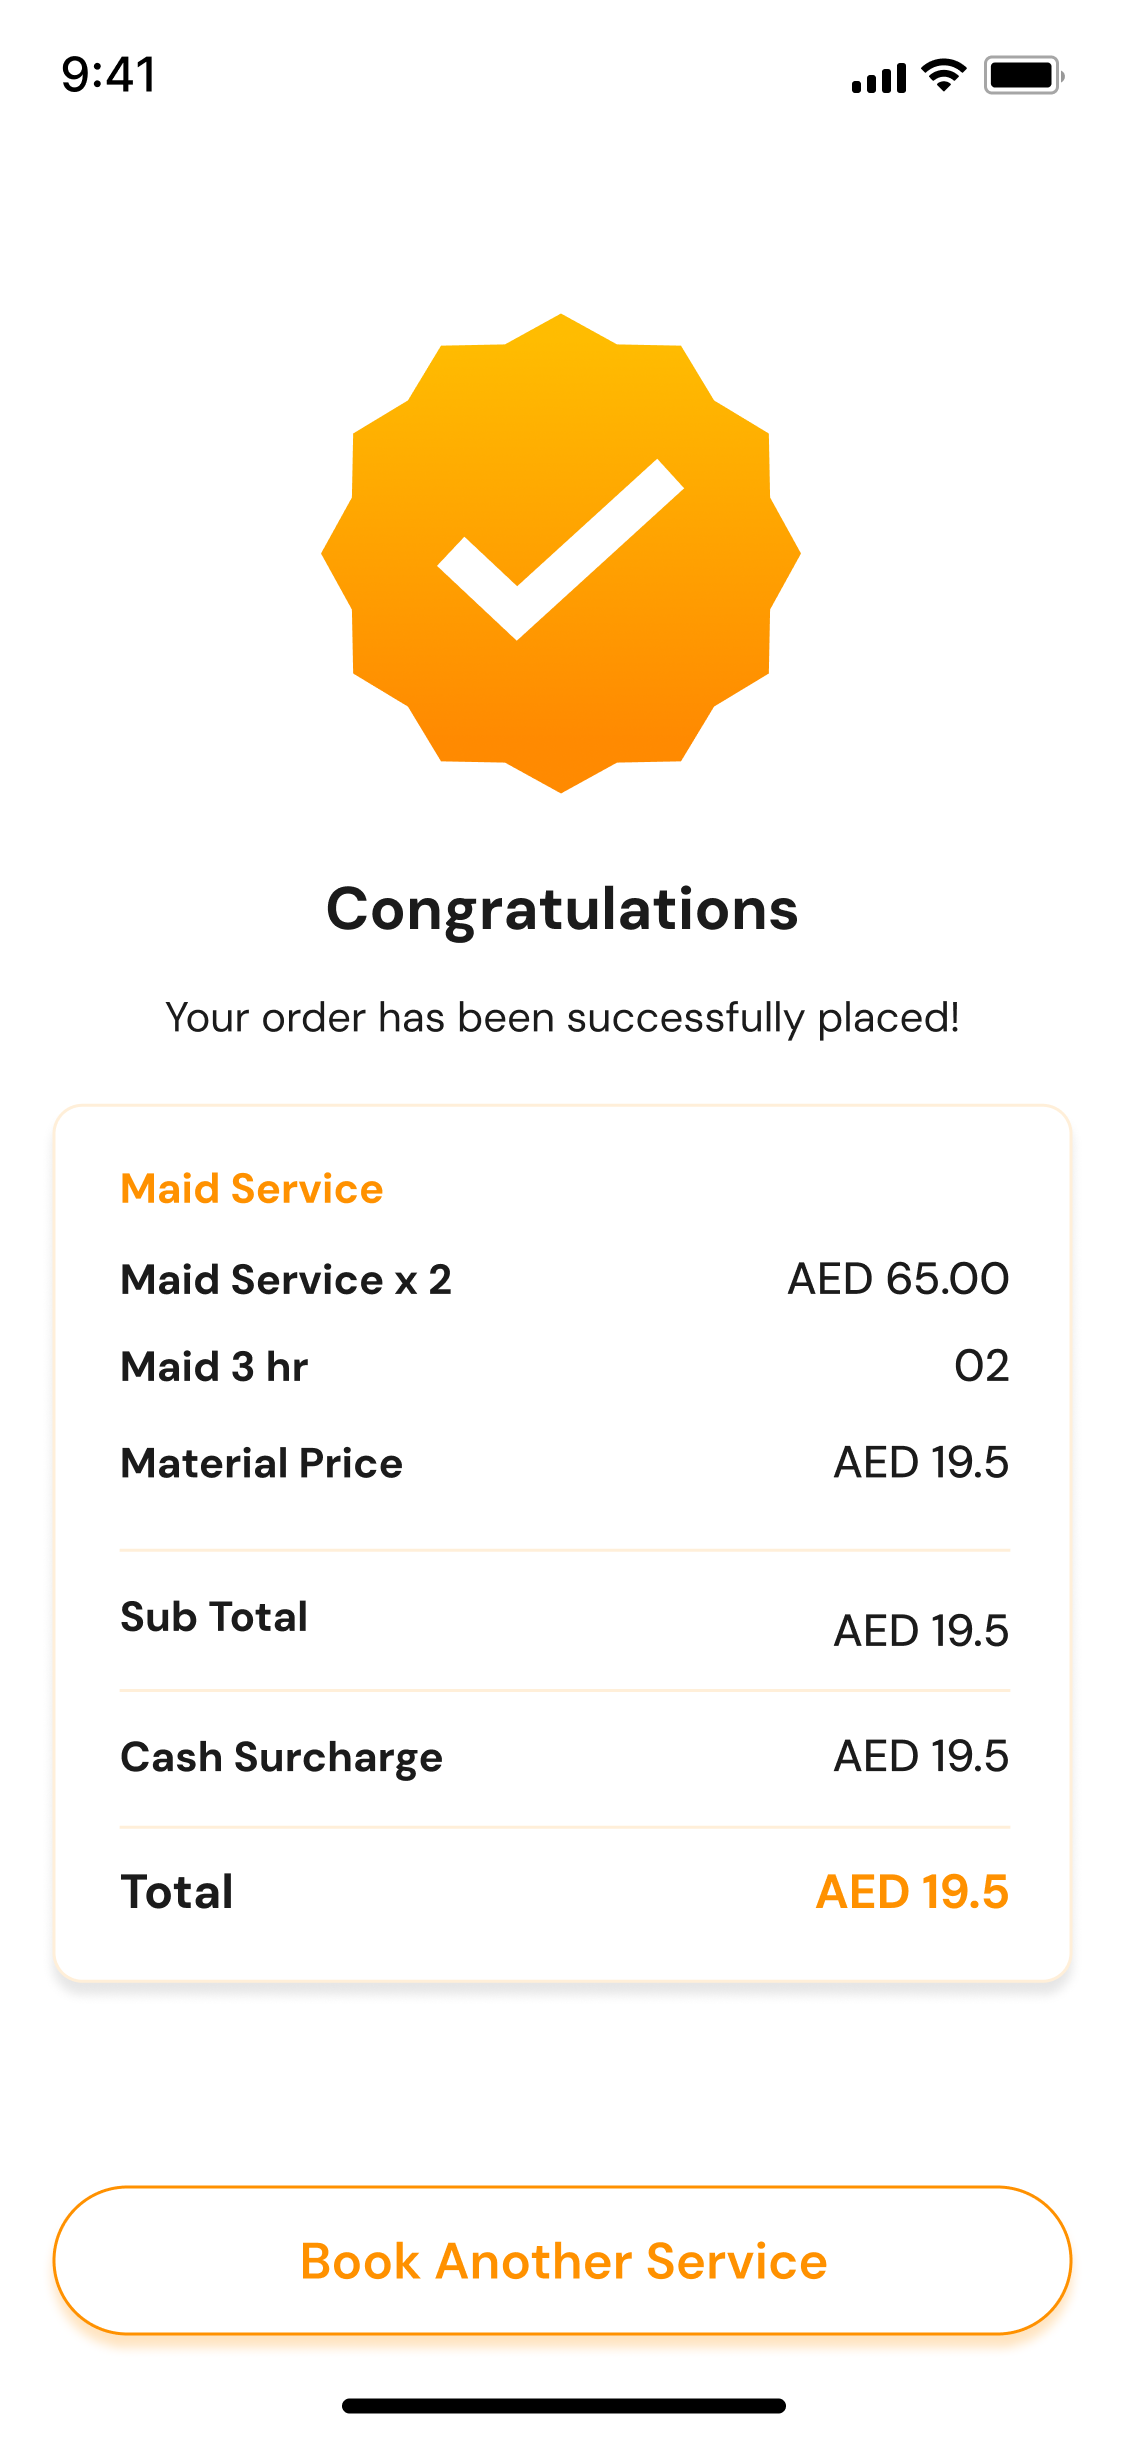 9:41
Congratulations
Your order has been successfully placed!
Maid Service
Maid Service x 2 AED 65.00
Maid 3 hr 02
Material Price AED 19.5
Sub Total AED 19.5
Cash Surcharge AED 19.5
Total AED 19.5
Book Another Service